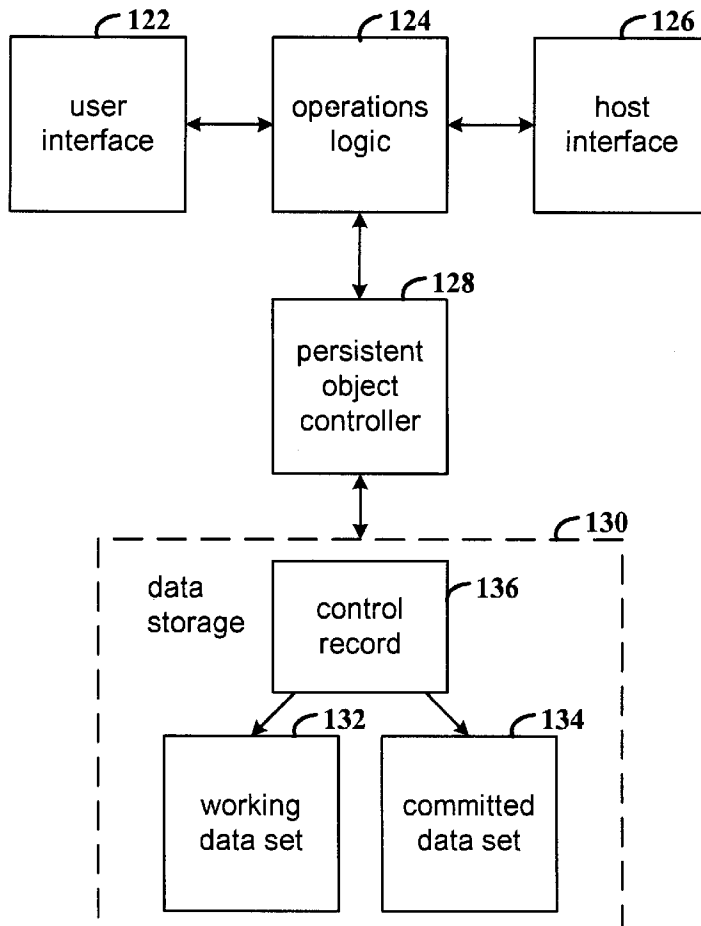 122
124
126
user
interface
operations
logic
host
interface
128
persistent
object
controller
130
data
storage
control
record
136
132
134
working
data set
committed
data set